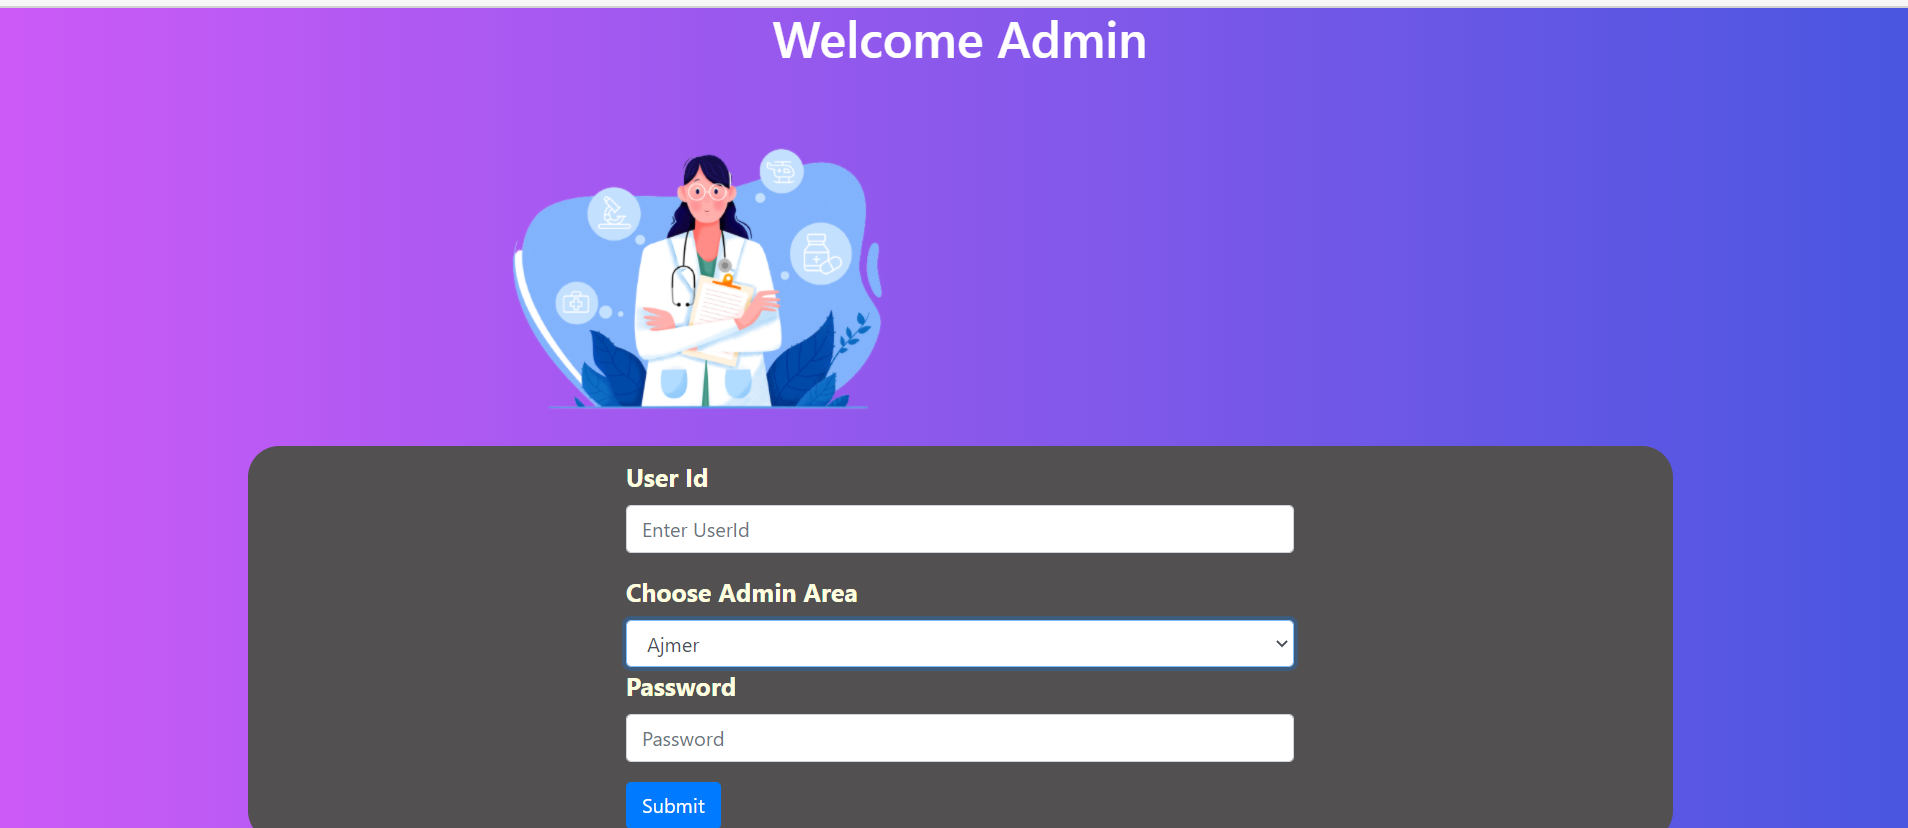 Welcome Admin
User Id
Enter UserId
Choose Admin Area
Ajmer
Password
Password
Submit